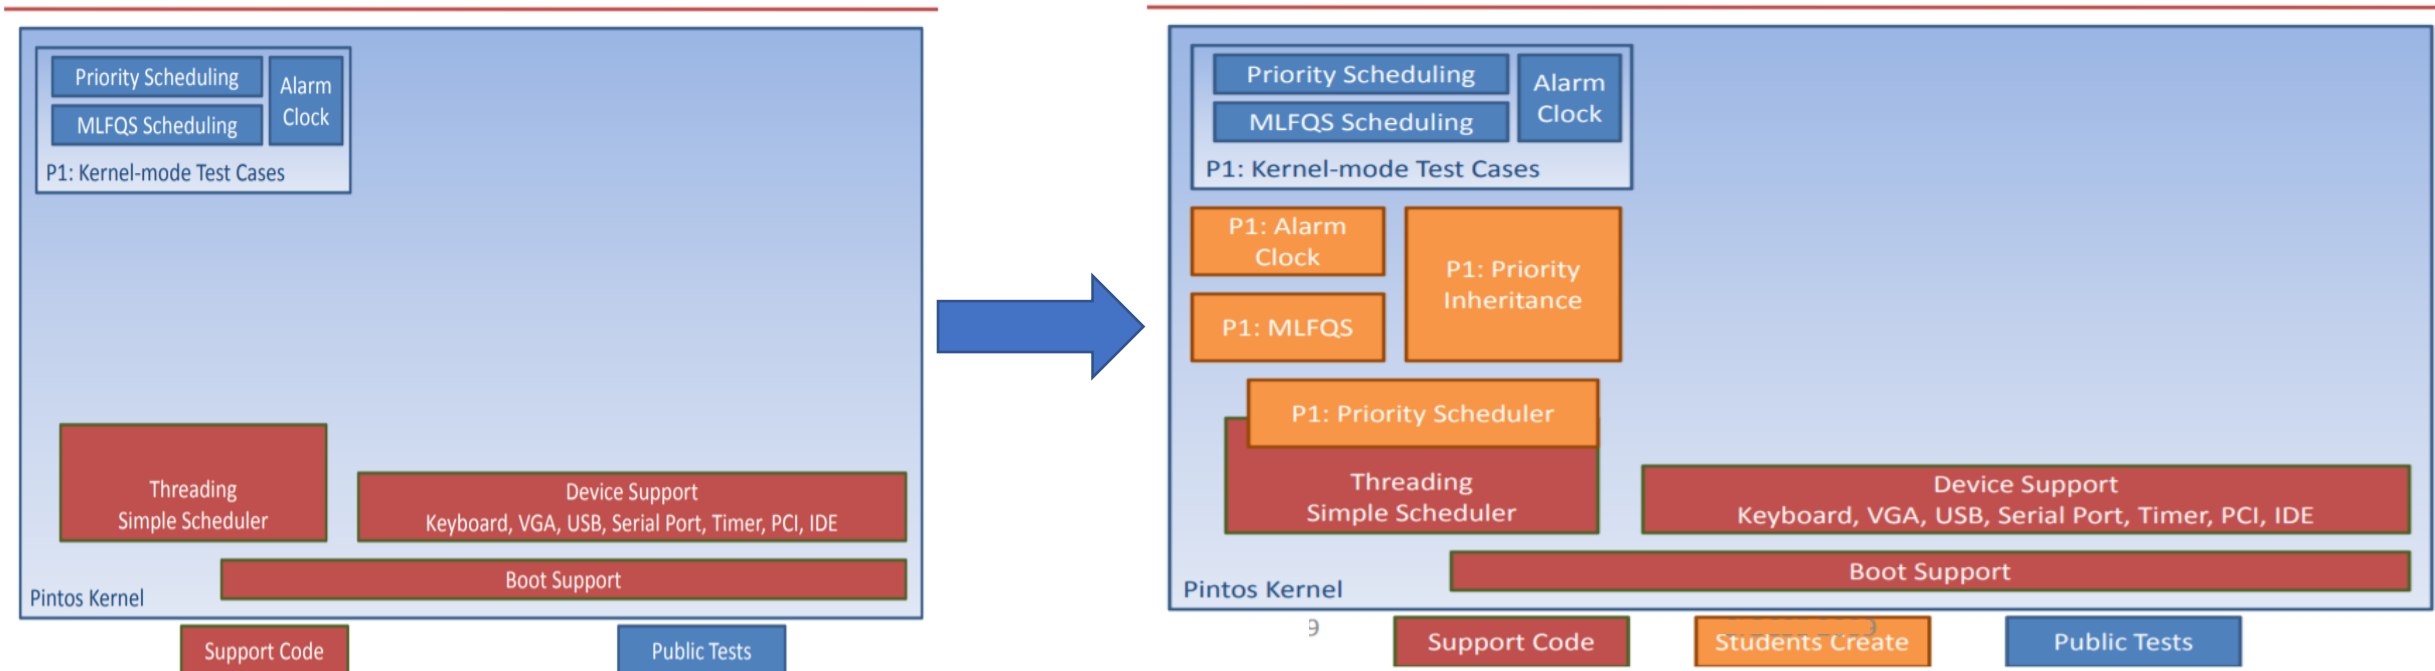 Priority Scheduling
MLFQS Scheduling
Alarm
Clock
P1: Kernel-mode Test Cases
Threading
Simple Scheduler
Device Support
Keyboard, VGA, USB, Serial Port, Timer, PCI, IDE
Boot Support
Pintos Kernel
Support Code
Public Tests
Priority Scheduling
MLFQS Scheduling
Alarm
Clock
P1: Kernel-mode Test Cases
P1: Alarm
Clock
P1: Priority
Inheritance
P1: MLFQS
P1: Priority Scheduler
Threading
Simple Scheduler
Device Support
Keyboard, VGA, USB, Serial Port, Timer, PCI, IDE
Boot Support
Pintos Kernel
9
Support Code
Students Create
Public Tests